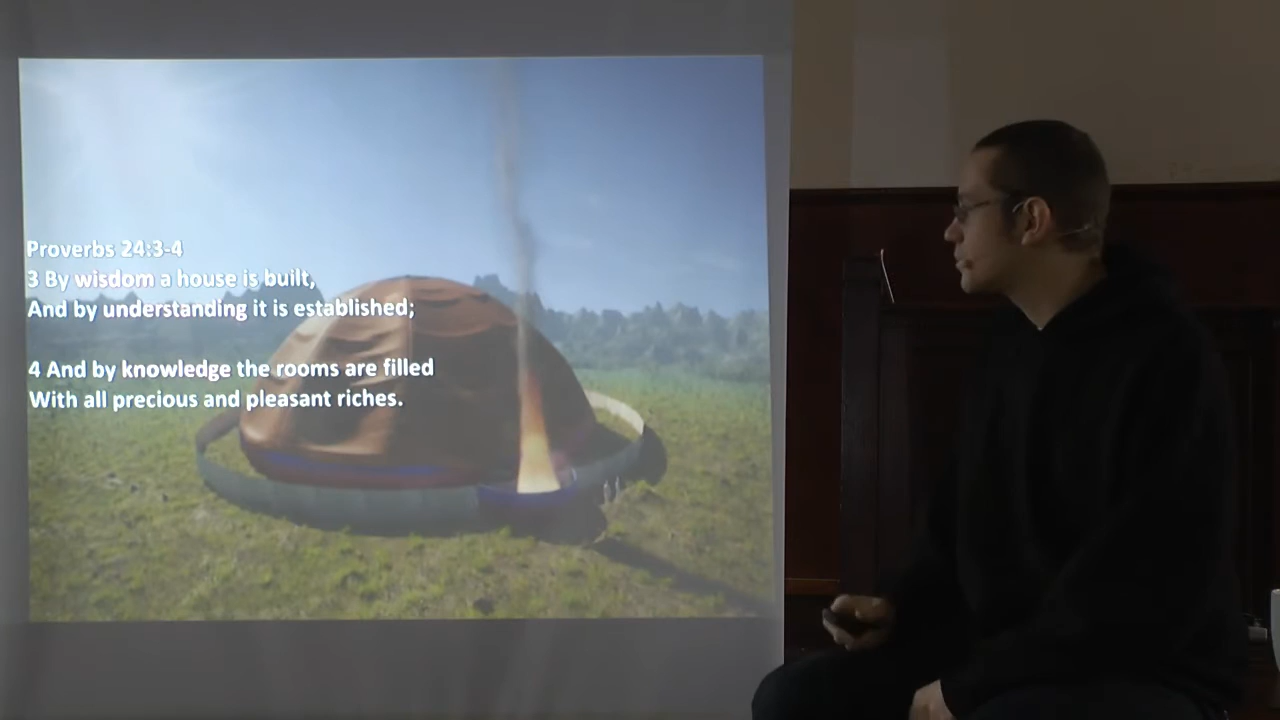 Proverbs 24:3-4
3 By wisdom a house is built,
And by understanding it is established;
4 And by knowledge the rooms are filled
With all precious and pleasant riches.